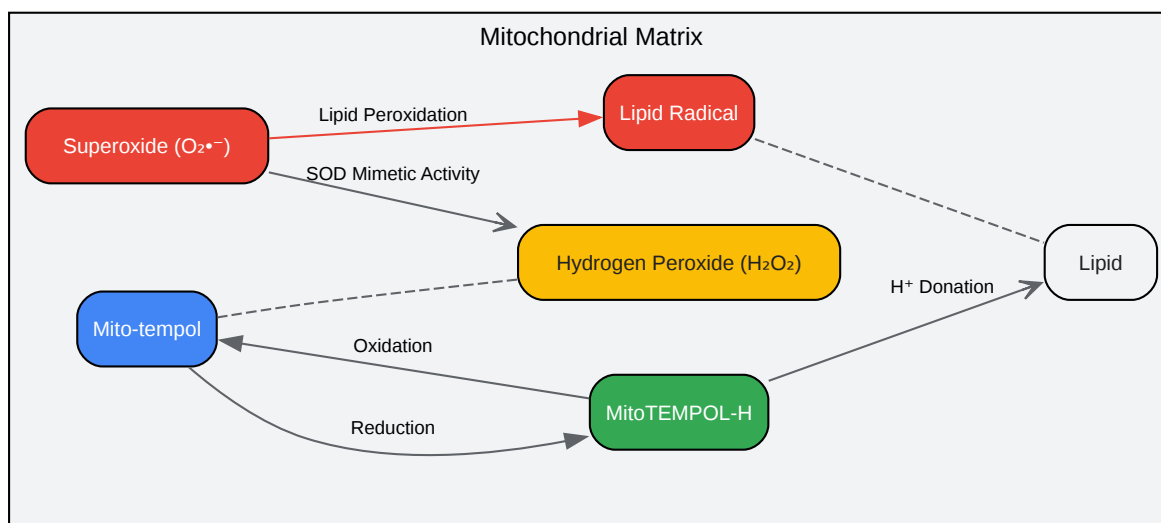 Mitochondrial Matrix
Lipid Peroxidation
Lipid Radical
Superoxide (O₂•⁻)
SOD Mimetic Activity
Hydrogen Peroxide (H₂O₂)
Lipid
H⁺ Donation
Mito-tempol
Oxidation
MitoTEMPOL-H
Reduction